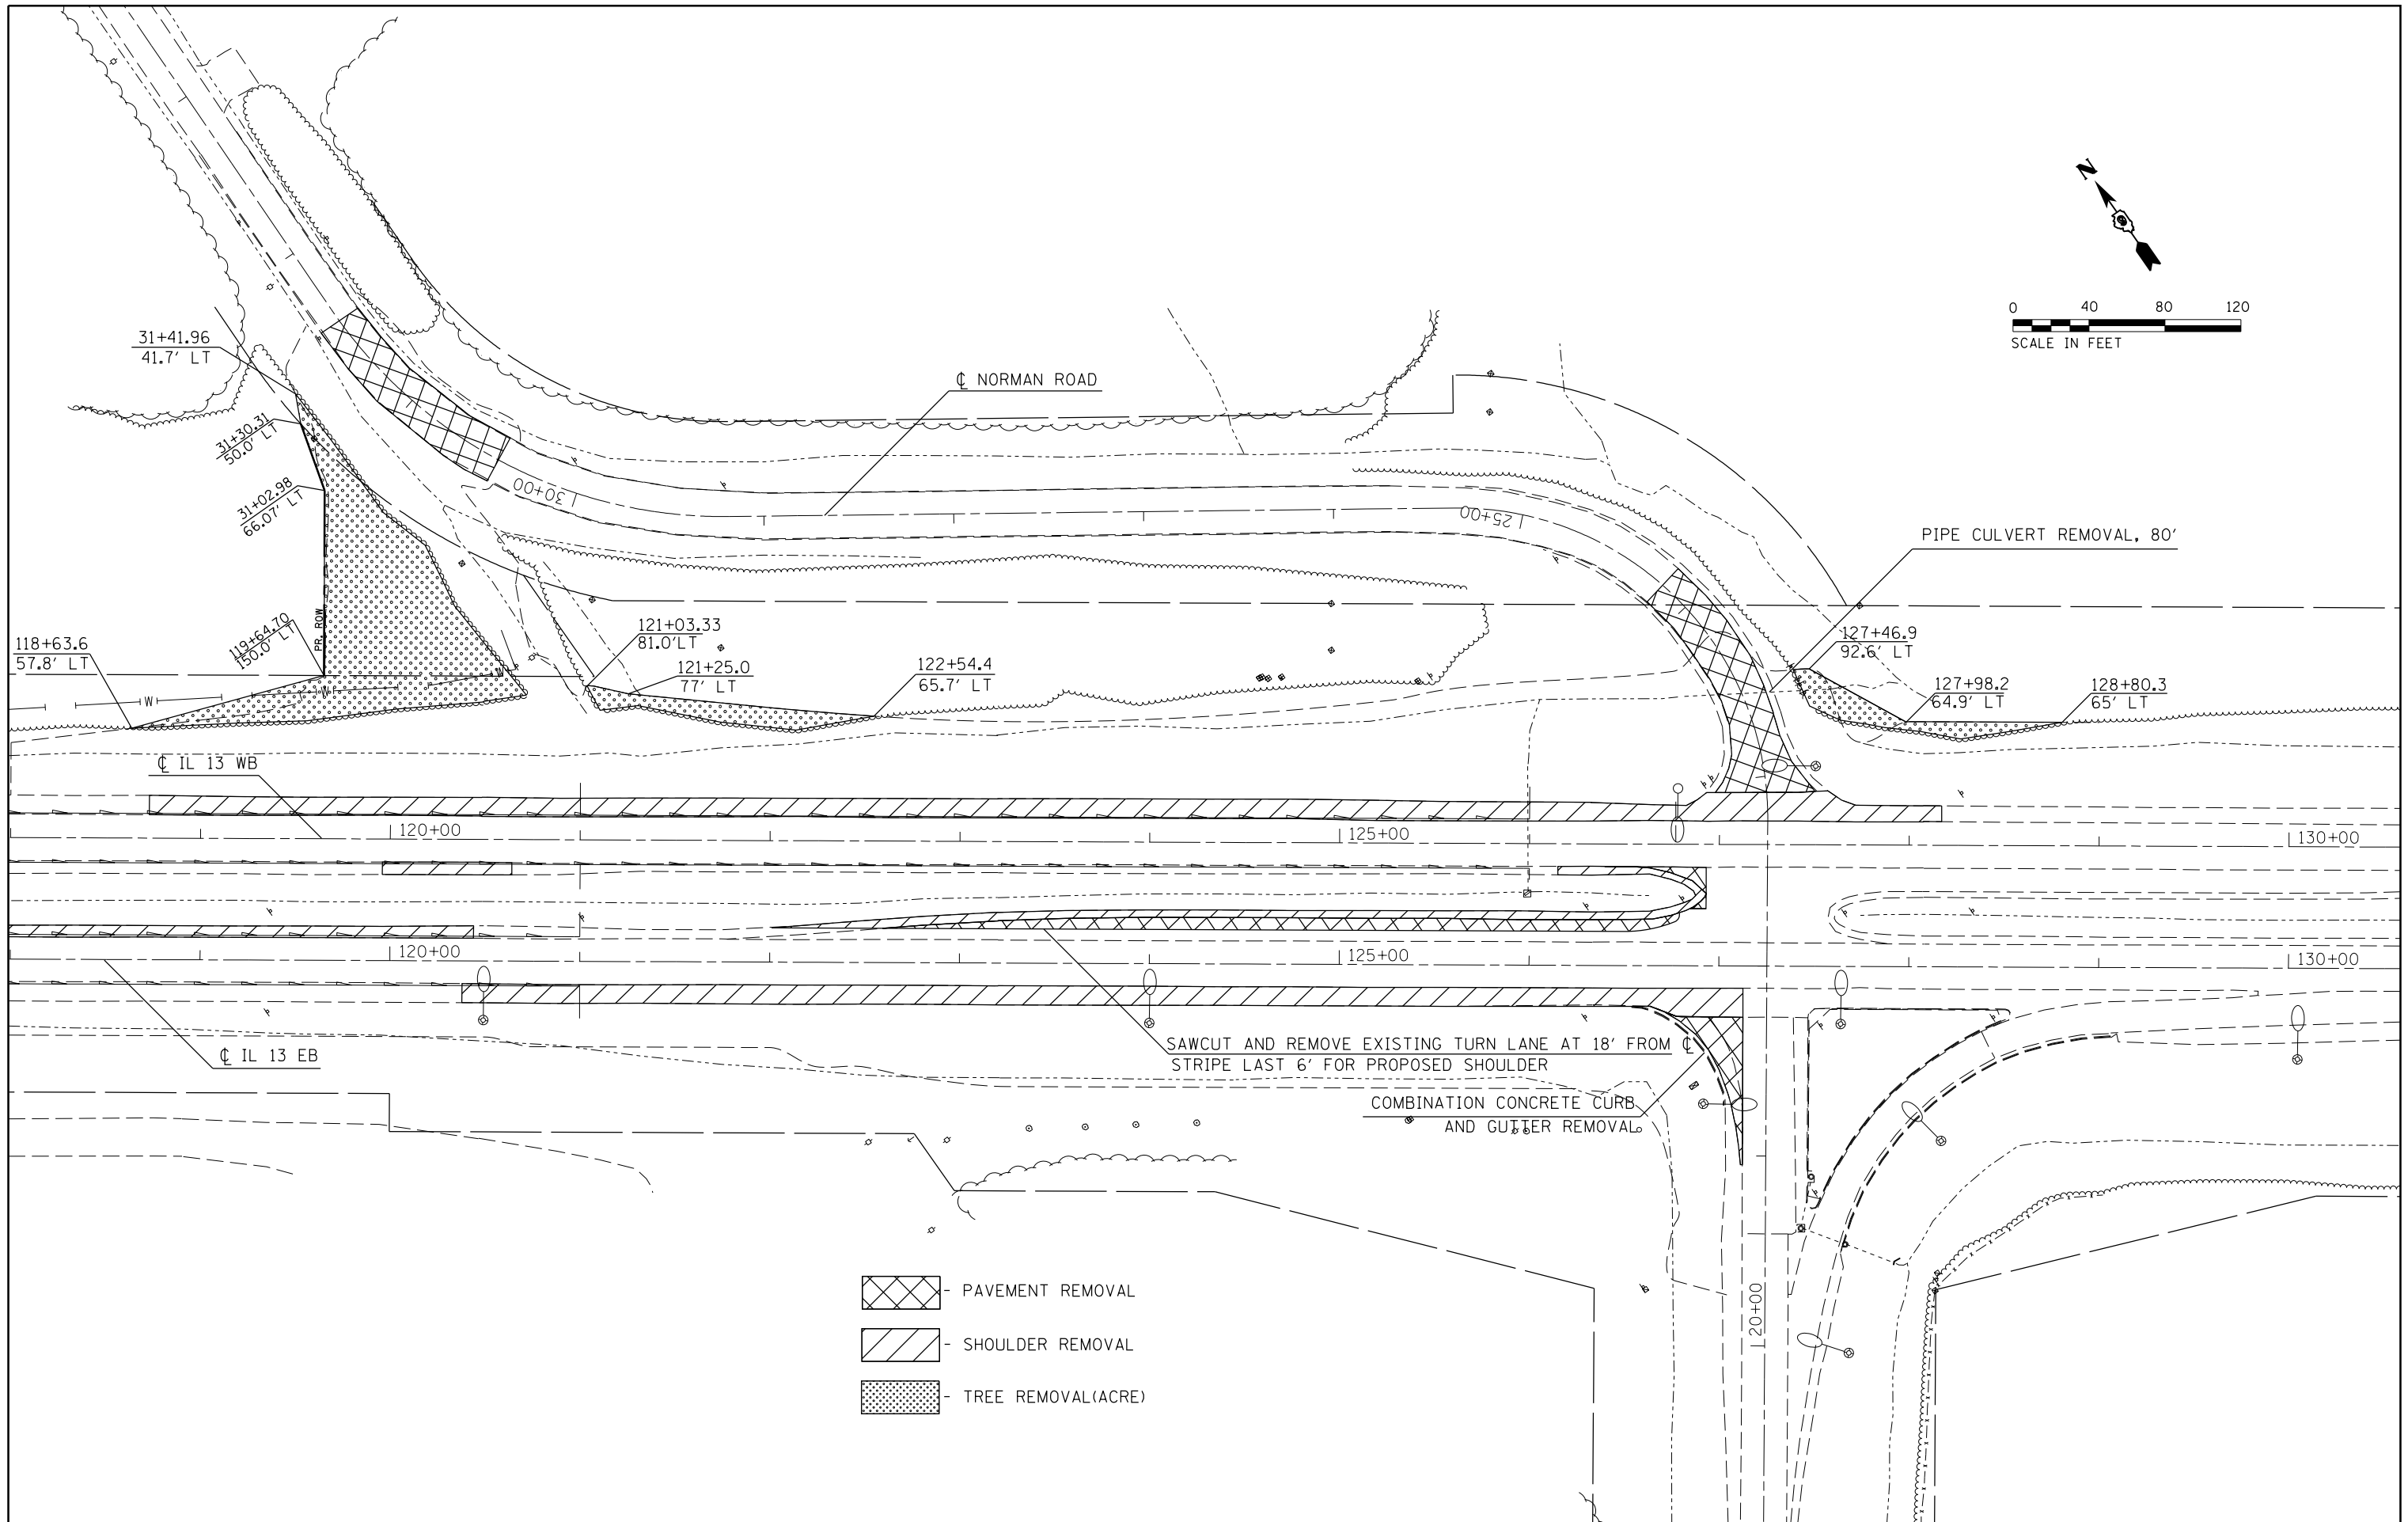 N
0 40 80 120
SCALE IN FEET
31+41.96
41.7' LT
℄ NORMAN ROAD
31+30.31
50.0' LT
31+02.98
66.07' LT
30+00
25+00
PIPE CULVERT REMOVAL, 80'
PR. ROW
119+64.70
150.0' LT
118+63.6
57.8' LT
121+03.33
81.0'LT
121+25.0
77' LT
122+54.4
65.7' LT
127+46.9
92.6' LT
127+98.2
64.9' LT
128+80.3
65' LT
W
W
W
℄ IL 13 WB
120+00
125+00
130+00
120+00
125+00
130+00
℄ IL 13 EB
SAWCUT AND REMOVE EXISTING TURN LANE AT 18' FROM ℄
STRIPE LAST 6' FOR PROPOSED SHOULDER
COMBINATION CONCRETE CURB
AND GUTTER REMOVAL
20+00
- PAVEMENT REMOVAL
- SHOULDER REMOVAL
- TREE REMOVAL(ACRE)